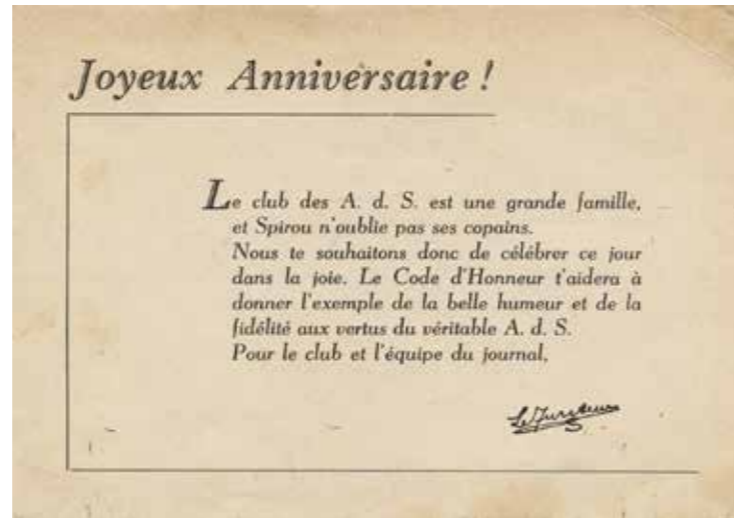 Joyeux Anniversaire !
Le club des A. d. S. est une grande famille,
et Spirou n'oublie pas ses copains.
Nous te souhaitons donc de célébrer ce jour
dans la joie. Le Code d'Honneur t'aidera à
donner l'exemple de la belle humeur et de la
fidélité aux vertus du véritable A. d. S.
Pour le club et l'équipe du journal,
Le Fureteur